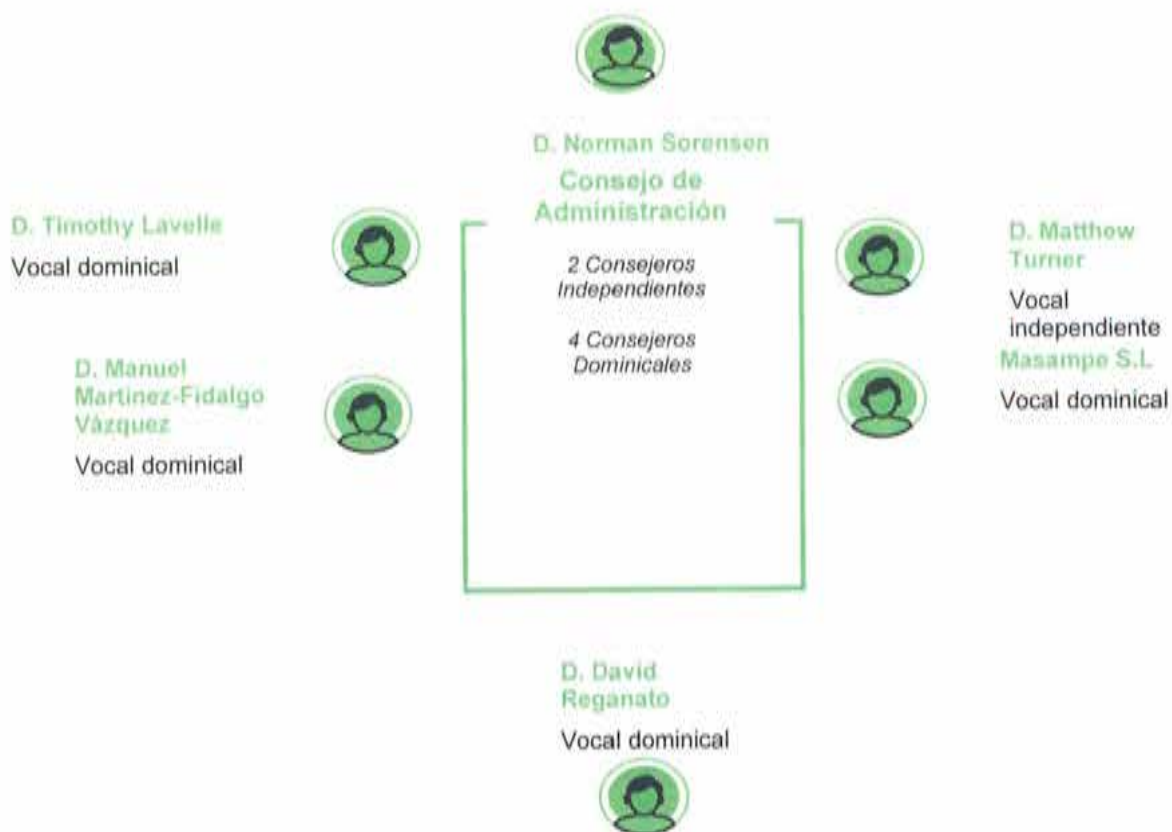 D. Norman Sorensen
Consejo de
Administración
2 Consejeros
Independientes
4 Consejeros
Dominicales
D. Timothy Lavelle
Vocal dominical
D. Manuel
Martinez-Fidalgo
Vázquez
Vocal dominical
D. Matthew
Turner
Vocal
independiente
Masampe S.L
Vocal dominical
D. David
Reganato
Vocal dominical